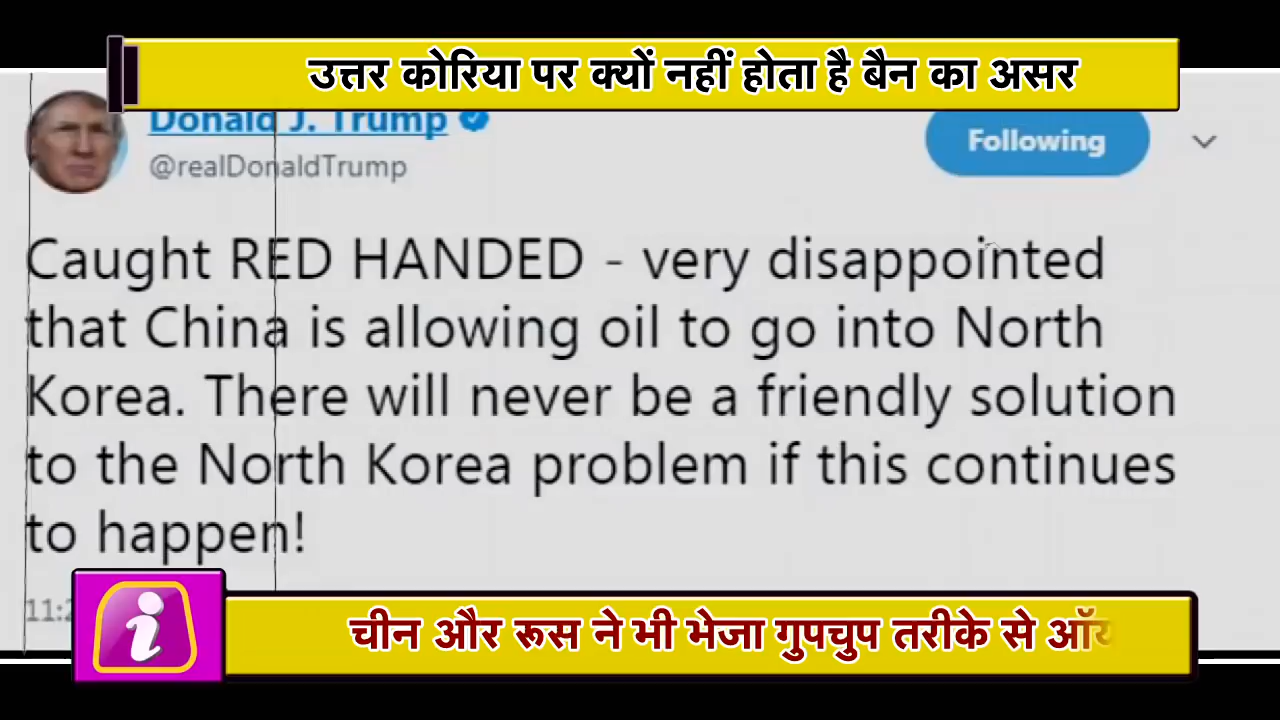 उत्तर कोरिया पर क्यों नहीं होता है बैन का असर
Donald J. Trump
@realDonaldTrump
Following
Caught RED HANDED - very disappointed
that China is allowing oil to go into North
Korea. There will never be a friendly solution
to the North Korea problem if this continues
to happen!
चीन और रूस ने भी भेजा गुपचुप तरीके से